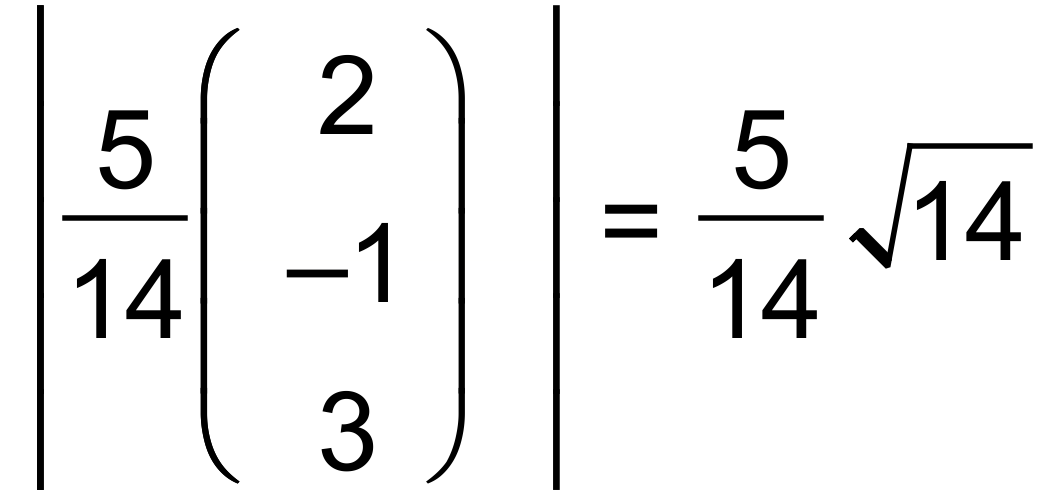 | 5/14 ( 2 –1 3 ) | = 5/14 √14